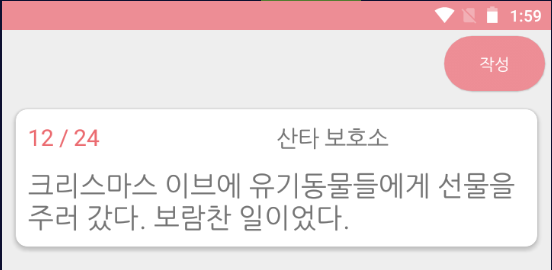 1:59
작성
12 / 24 산타 보호소
크리스마스 이브에 유기동물들에게 선물을
주러 갔다. 보람찬 일이었다.